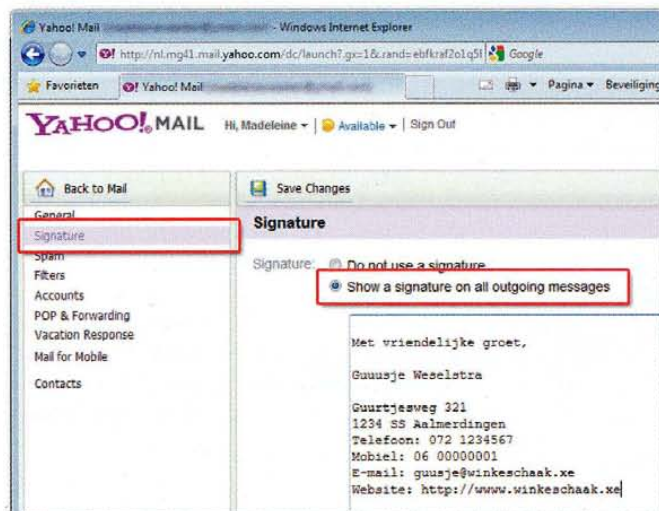 Yahoo! Mail - Windows Internet Explorer
http://nl.mg41.mail.yahoo.com/dc/launch?.gx=1&.rand=ebfkraf2o1q5l Google
Favorieten Yahoo! Mail Pagina Beveiliging
YAHOO! MAIL Hi, Madeleine | Available | Sign Out
Back to Mail
Save Changes
General
Signature
Spam
Filters
Accounts
POP & Forwarding
Vacation Response
Mail for Mobile
Contacts
Signature
Signature: Do not use a signature
Show a signature on all outgoing messages
Met vriendelijke groet,
Guuusje Weselstra
Guurtjesweg 321
1234 SS Aalmerdingen
Telefoon: 072 1234567
Mobiel: 06 00000001
E-mail: guusje@winkeschaak.xe
Website: http://www.winkeschaak.xe